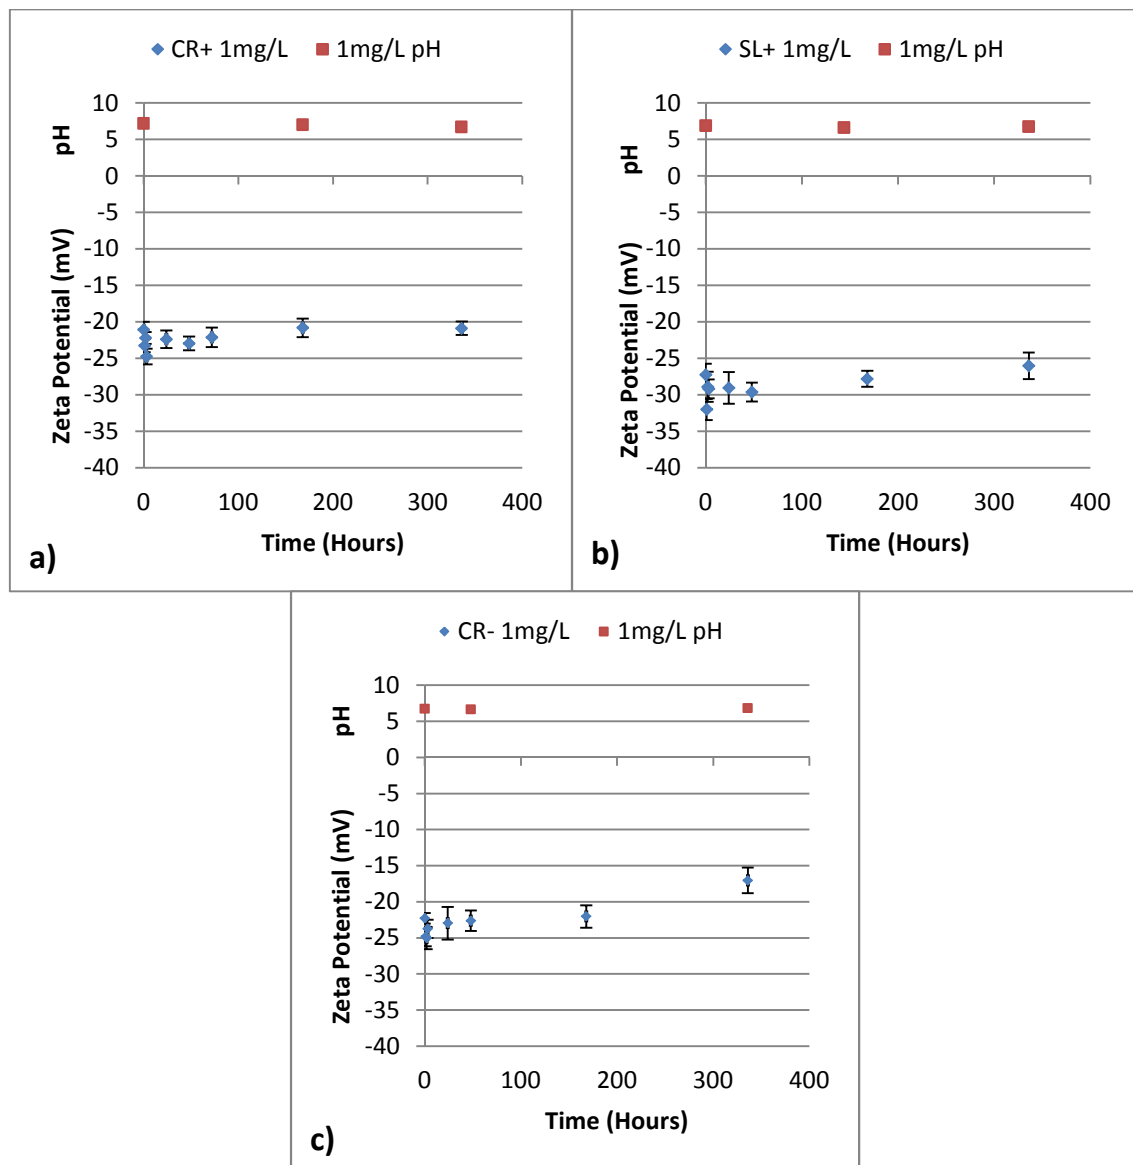 CR+ 1mg/L 1mg/L pH
10
5
0
-5
-10
-15
-20
-25
-30
-35
-40
pH
Zeta Potential (mV)
0 100 200 300 400
Time (Hours)
a)
SL+ 1mg/L 1mg/L pH
10
5
0
-5
-10
-15
-20
-25
-30
-35
-40
pH
Zeta Potential (mV)
0 100 200 300 400
Time (Hours)
b)
CR- 1mg/L 1mg/L pH
10
5
0
-5
-10
-15
-20
-25
-30
-35
-40
pH
Zeta Potential (mV)
0 100 200 300 400
Time (Hours)
c)